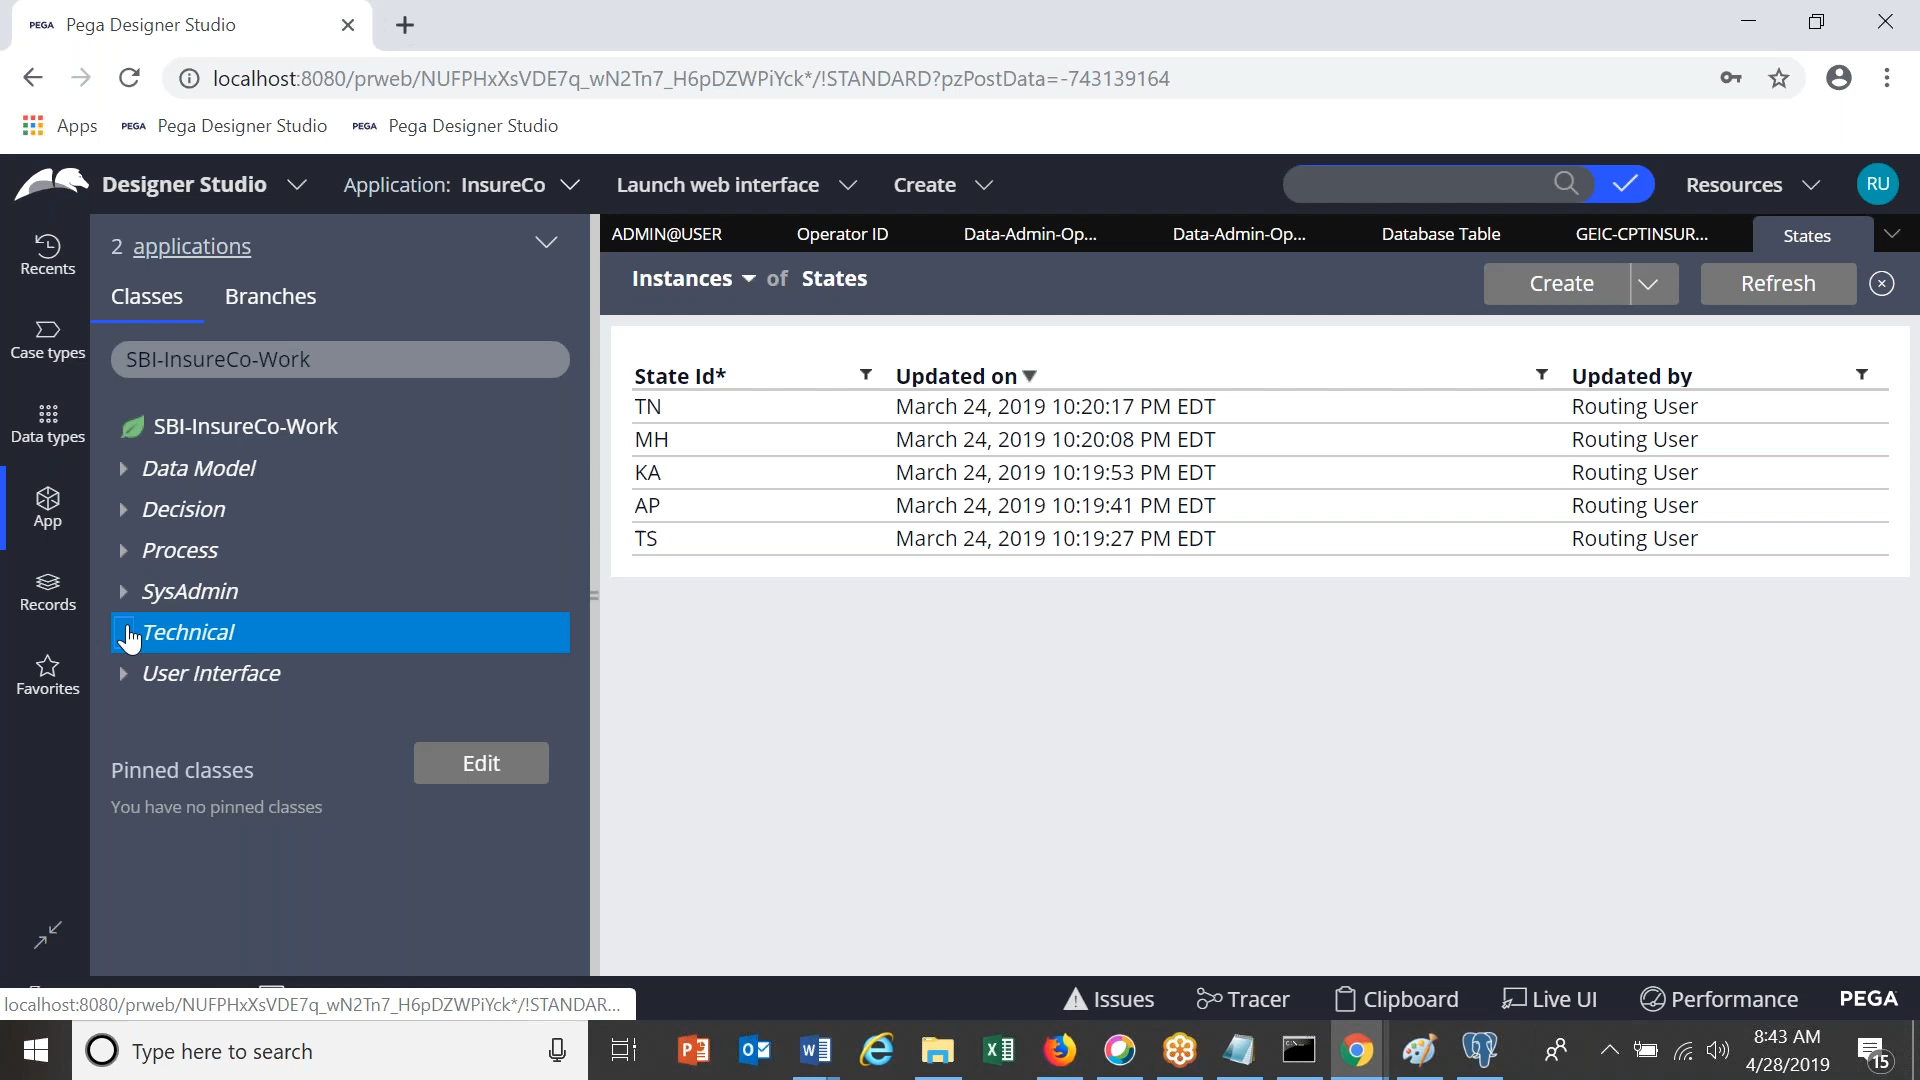 PEGA Pega Designer Studio
localhost:8080/prweb/NUFPHxXsVDE7q_wN2Tn7_H6pDZWPiYck*/!STANDARD?pzPostData=-743139164
Apps PEGA Pega Designer Studio PEGA Pega Designer Studio
Designer Studio Application: InsureCo Launch web interface Create Resources RU
Recents
Case types
Data types
App
Records
Favorites
2 applications
Classes Branches
SBI-InsureCo-Work
SBI-InsureCo-Work
Data Model
Decision
Process
SysAdmin
Technical
User Interface
Pinned classes Edit
You have no pinned classes
ADMIN@USER Operator ID Data-Admin-Op... Data-Admin-Op... Database Table GEIC-CPTINSUR... States
Instances of States Create Refresh
State Id* Updated on Updated by
TN March 24, 2019 10:20:17 PM EDT Routing User
MH March 24, 2019 10:20:08 PM EDT Routing User
KA March 24, 2019 10:19:53 PM EDT Routing User
AP March 24, 2019 10:19:41 PM EDT Routing User
TS March 24, 2019 10:19:27 PM EDT Routing User
localhost:8080/prweb/NUFPHxXsVDE7q_wN2Tn7_H6pDZWPiYck*/!STANDAR...
Issues Tracer Clipboard Live UI Performance PEGA
Type here to search
8:43 AM
4/28/2019
15